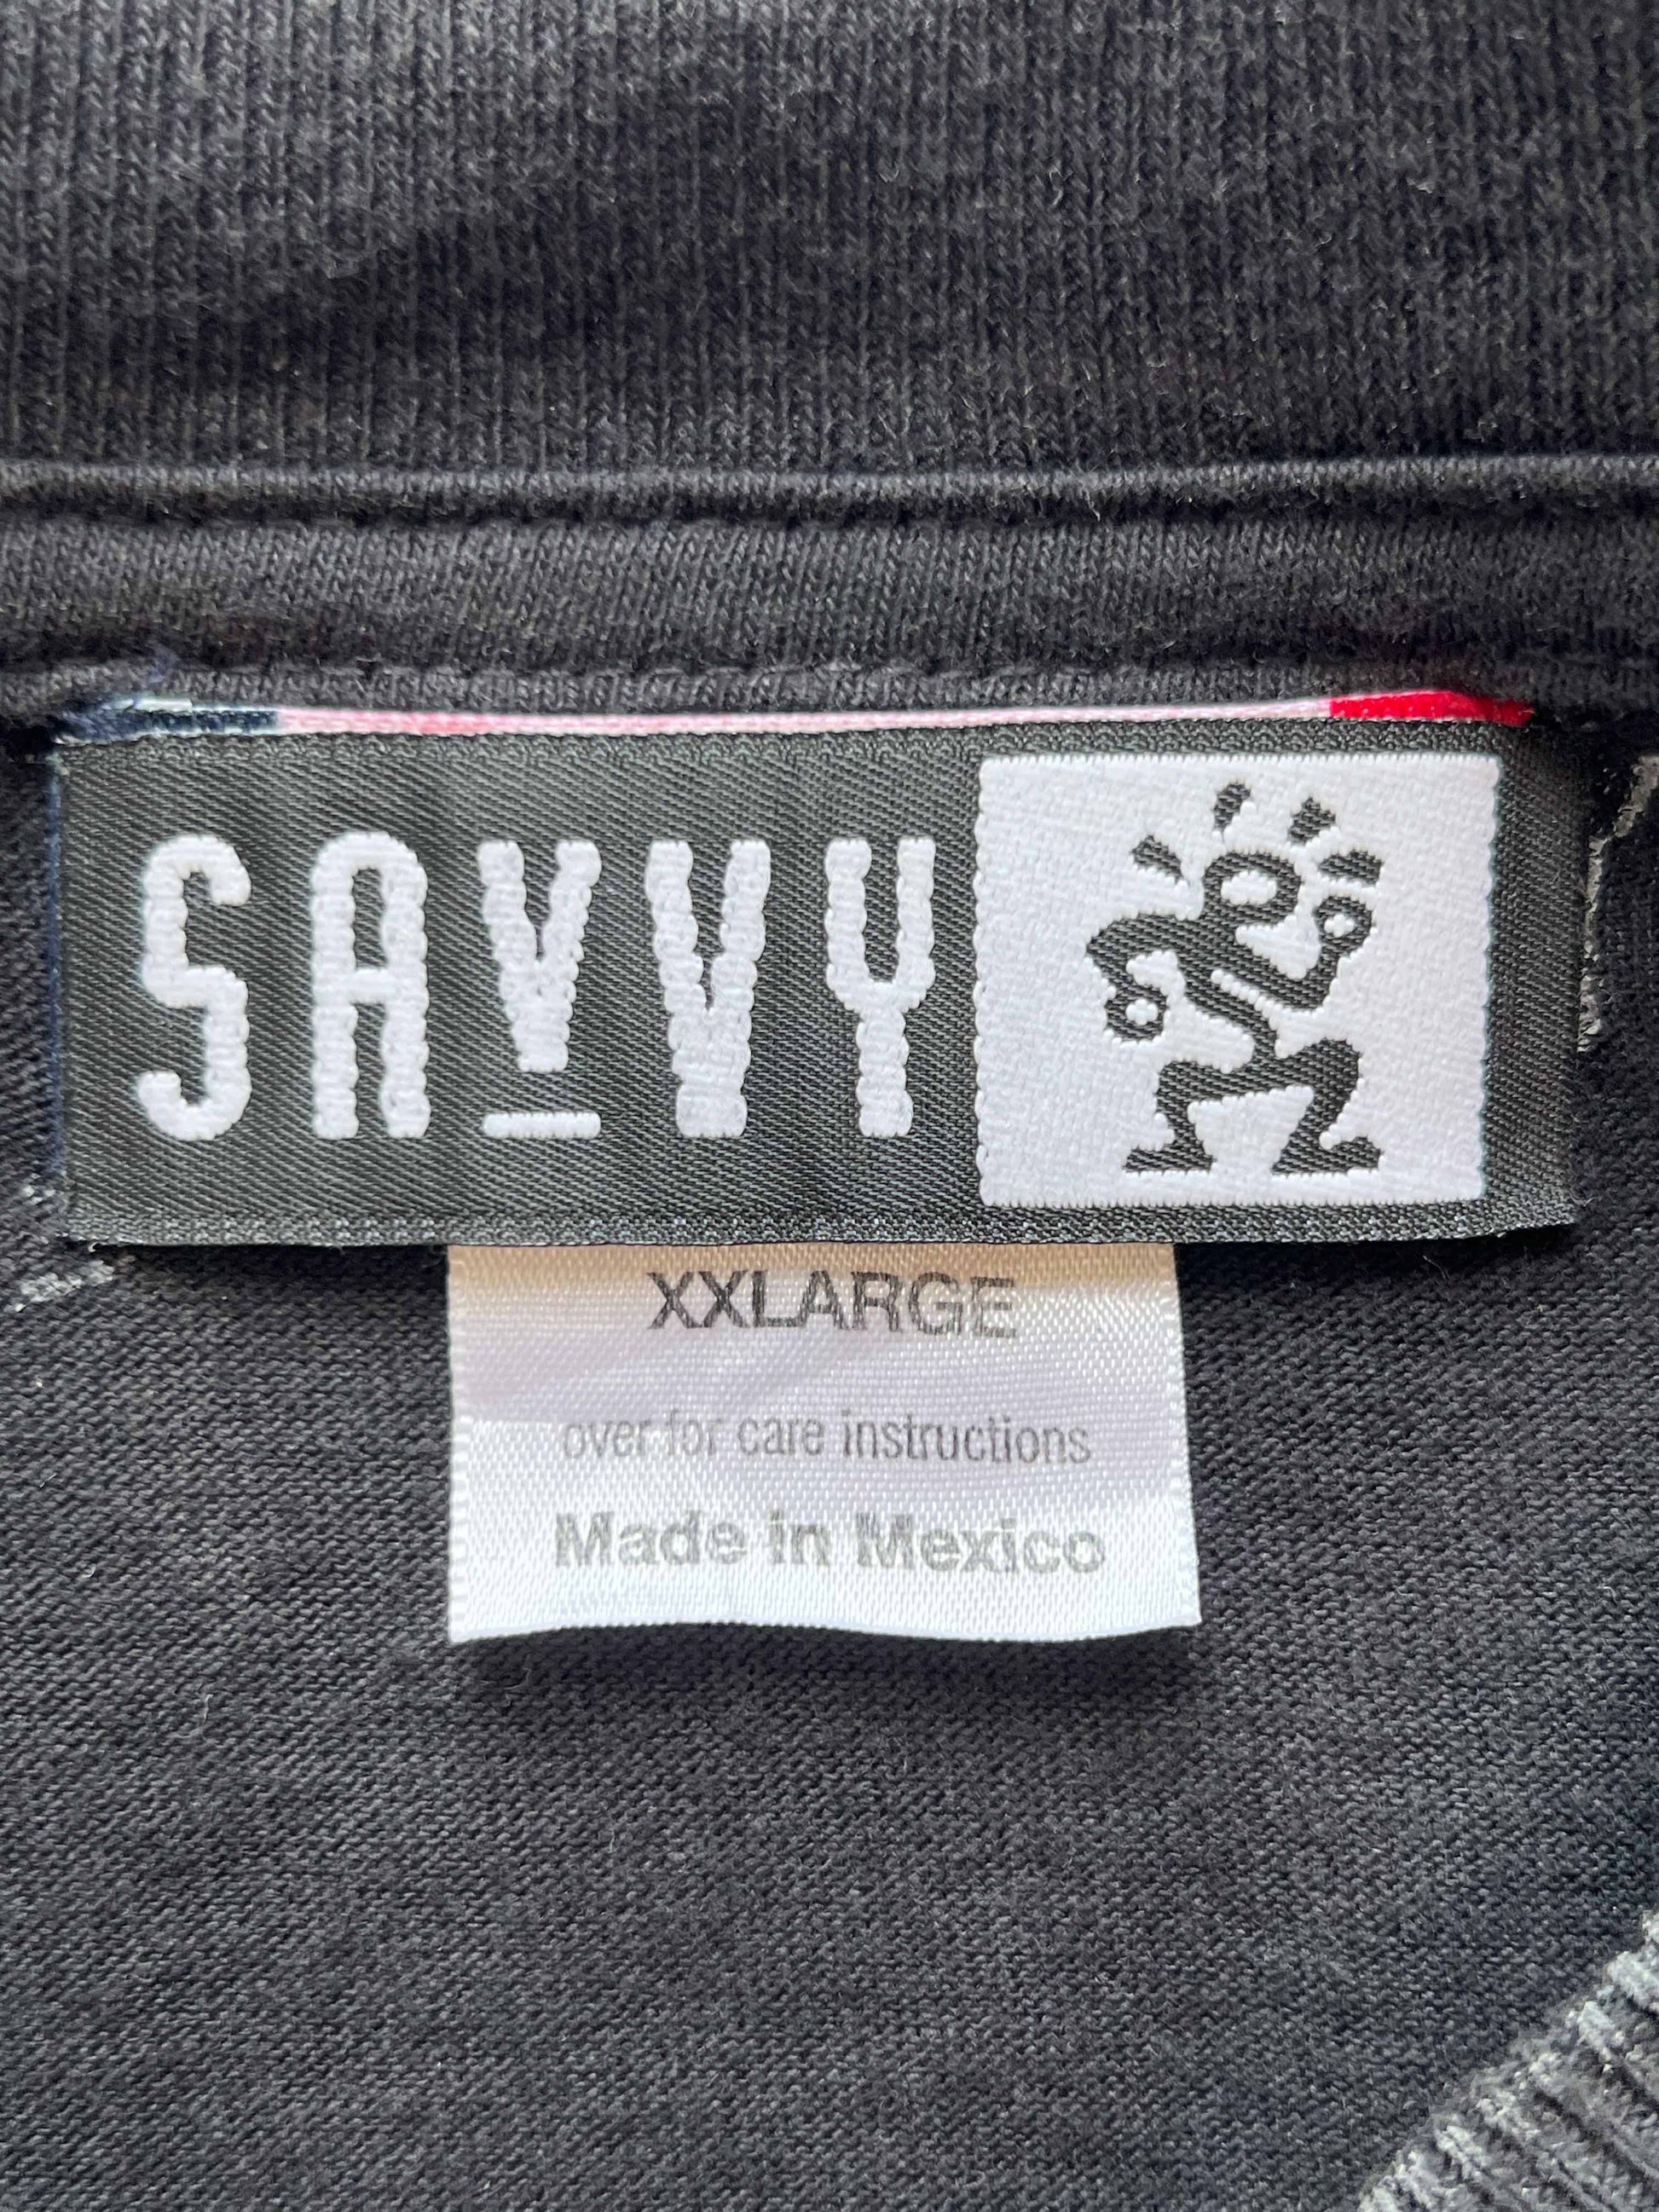 SAVVY
XXLARGE
over for care instructions
Made in Mexico